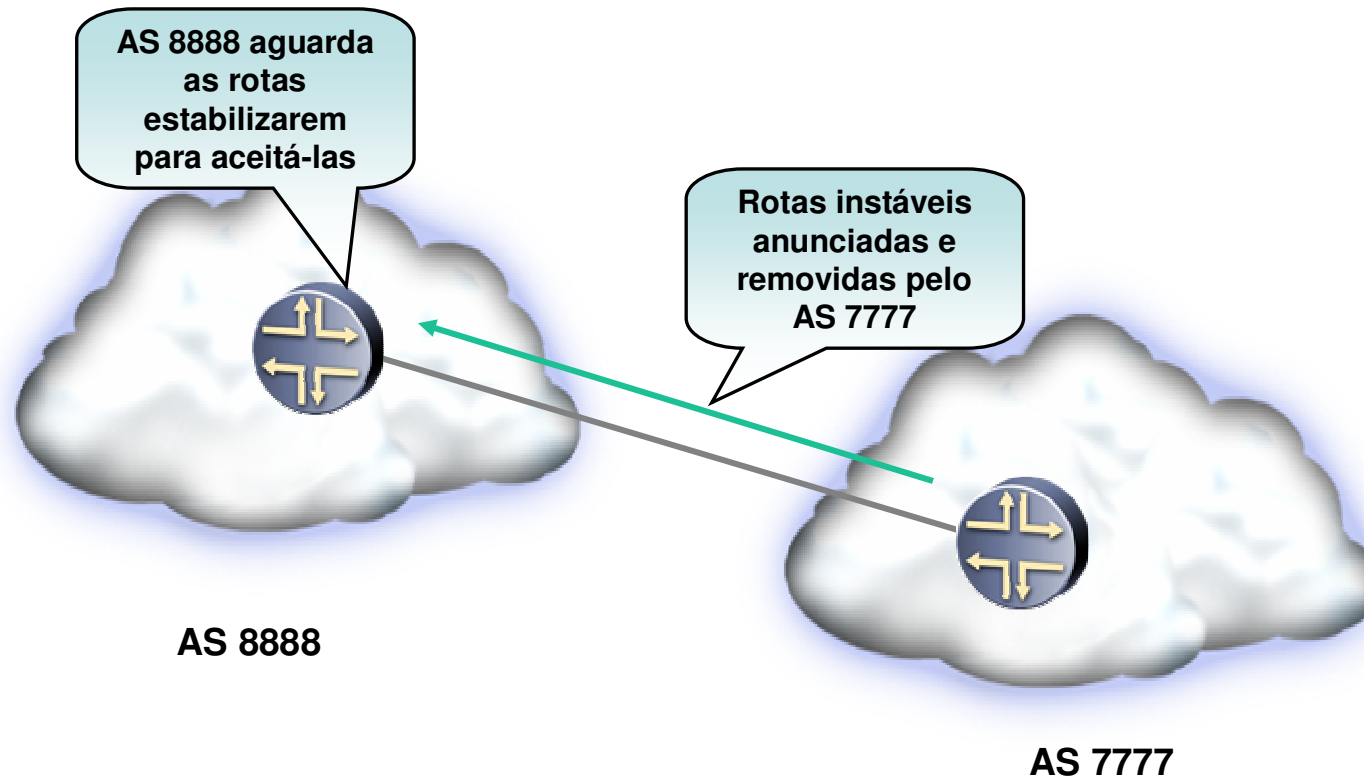 AS 8888 aguarda
as rotas
estabilizarem
para aceitá-las
Rotas instáveis
anunciadas e
removidas pelo
AS 7777
AS 8888
AS 7777